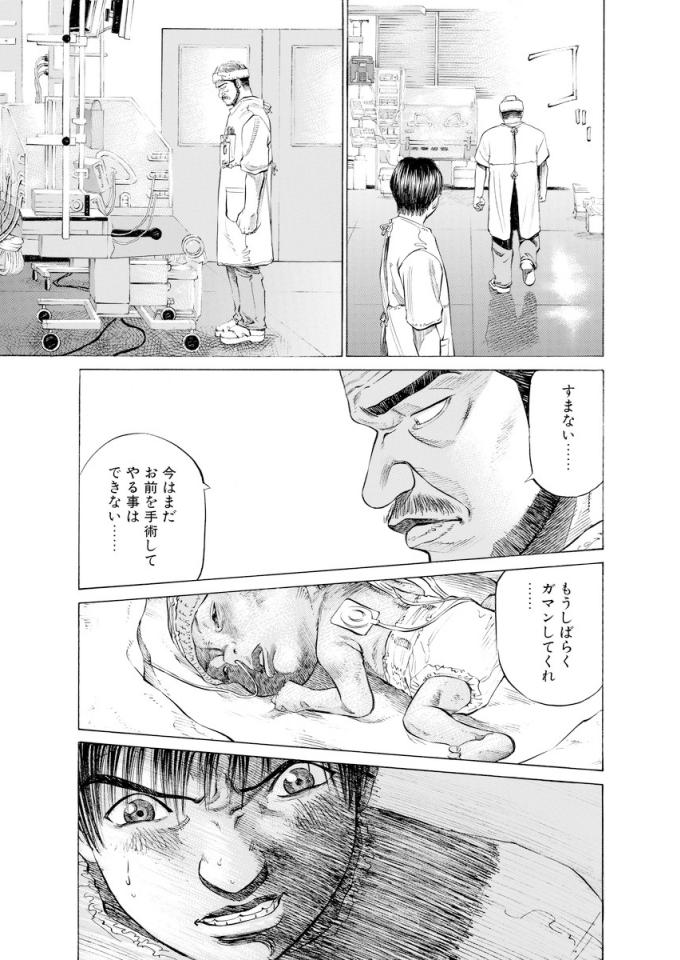 すまない……
今はまだ
お前を手術して
やる事は
できない……
もうしばらく
ガマンしてくれ
……